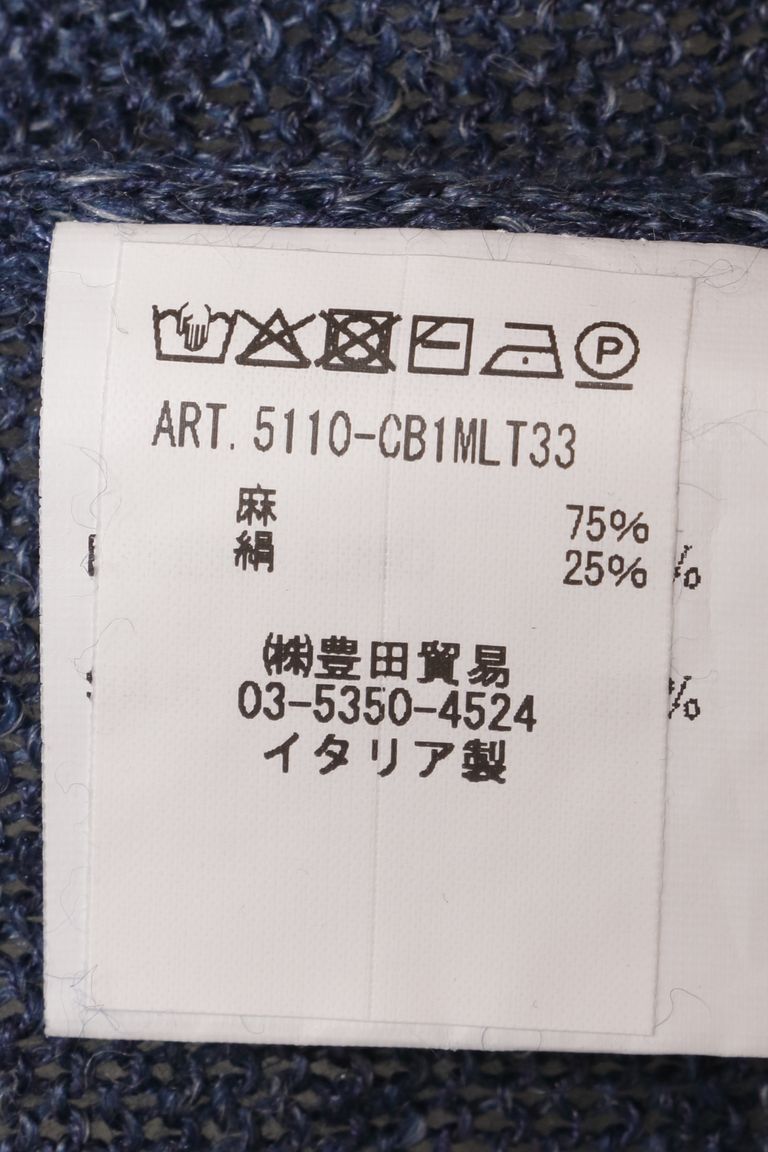 P
ART. 5110-CB1MLT33
麻 75%
絹 25%
%
㈱豊田貿易
%
03-5350-4524
イタリア製